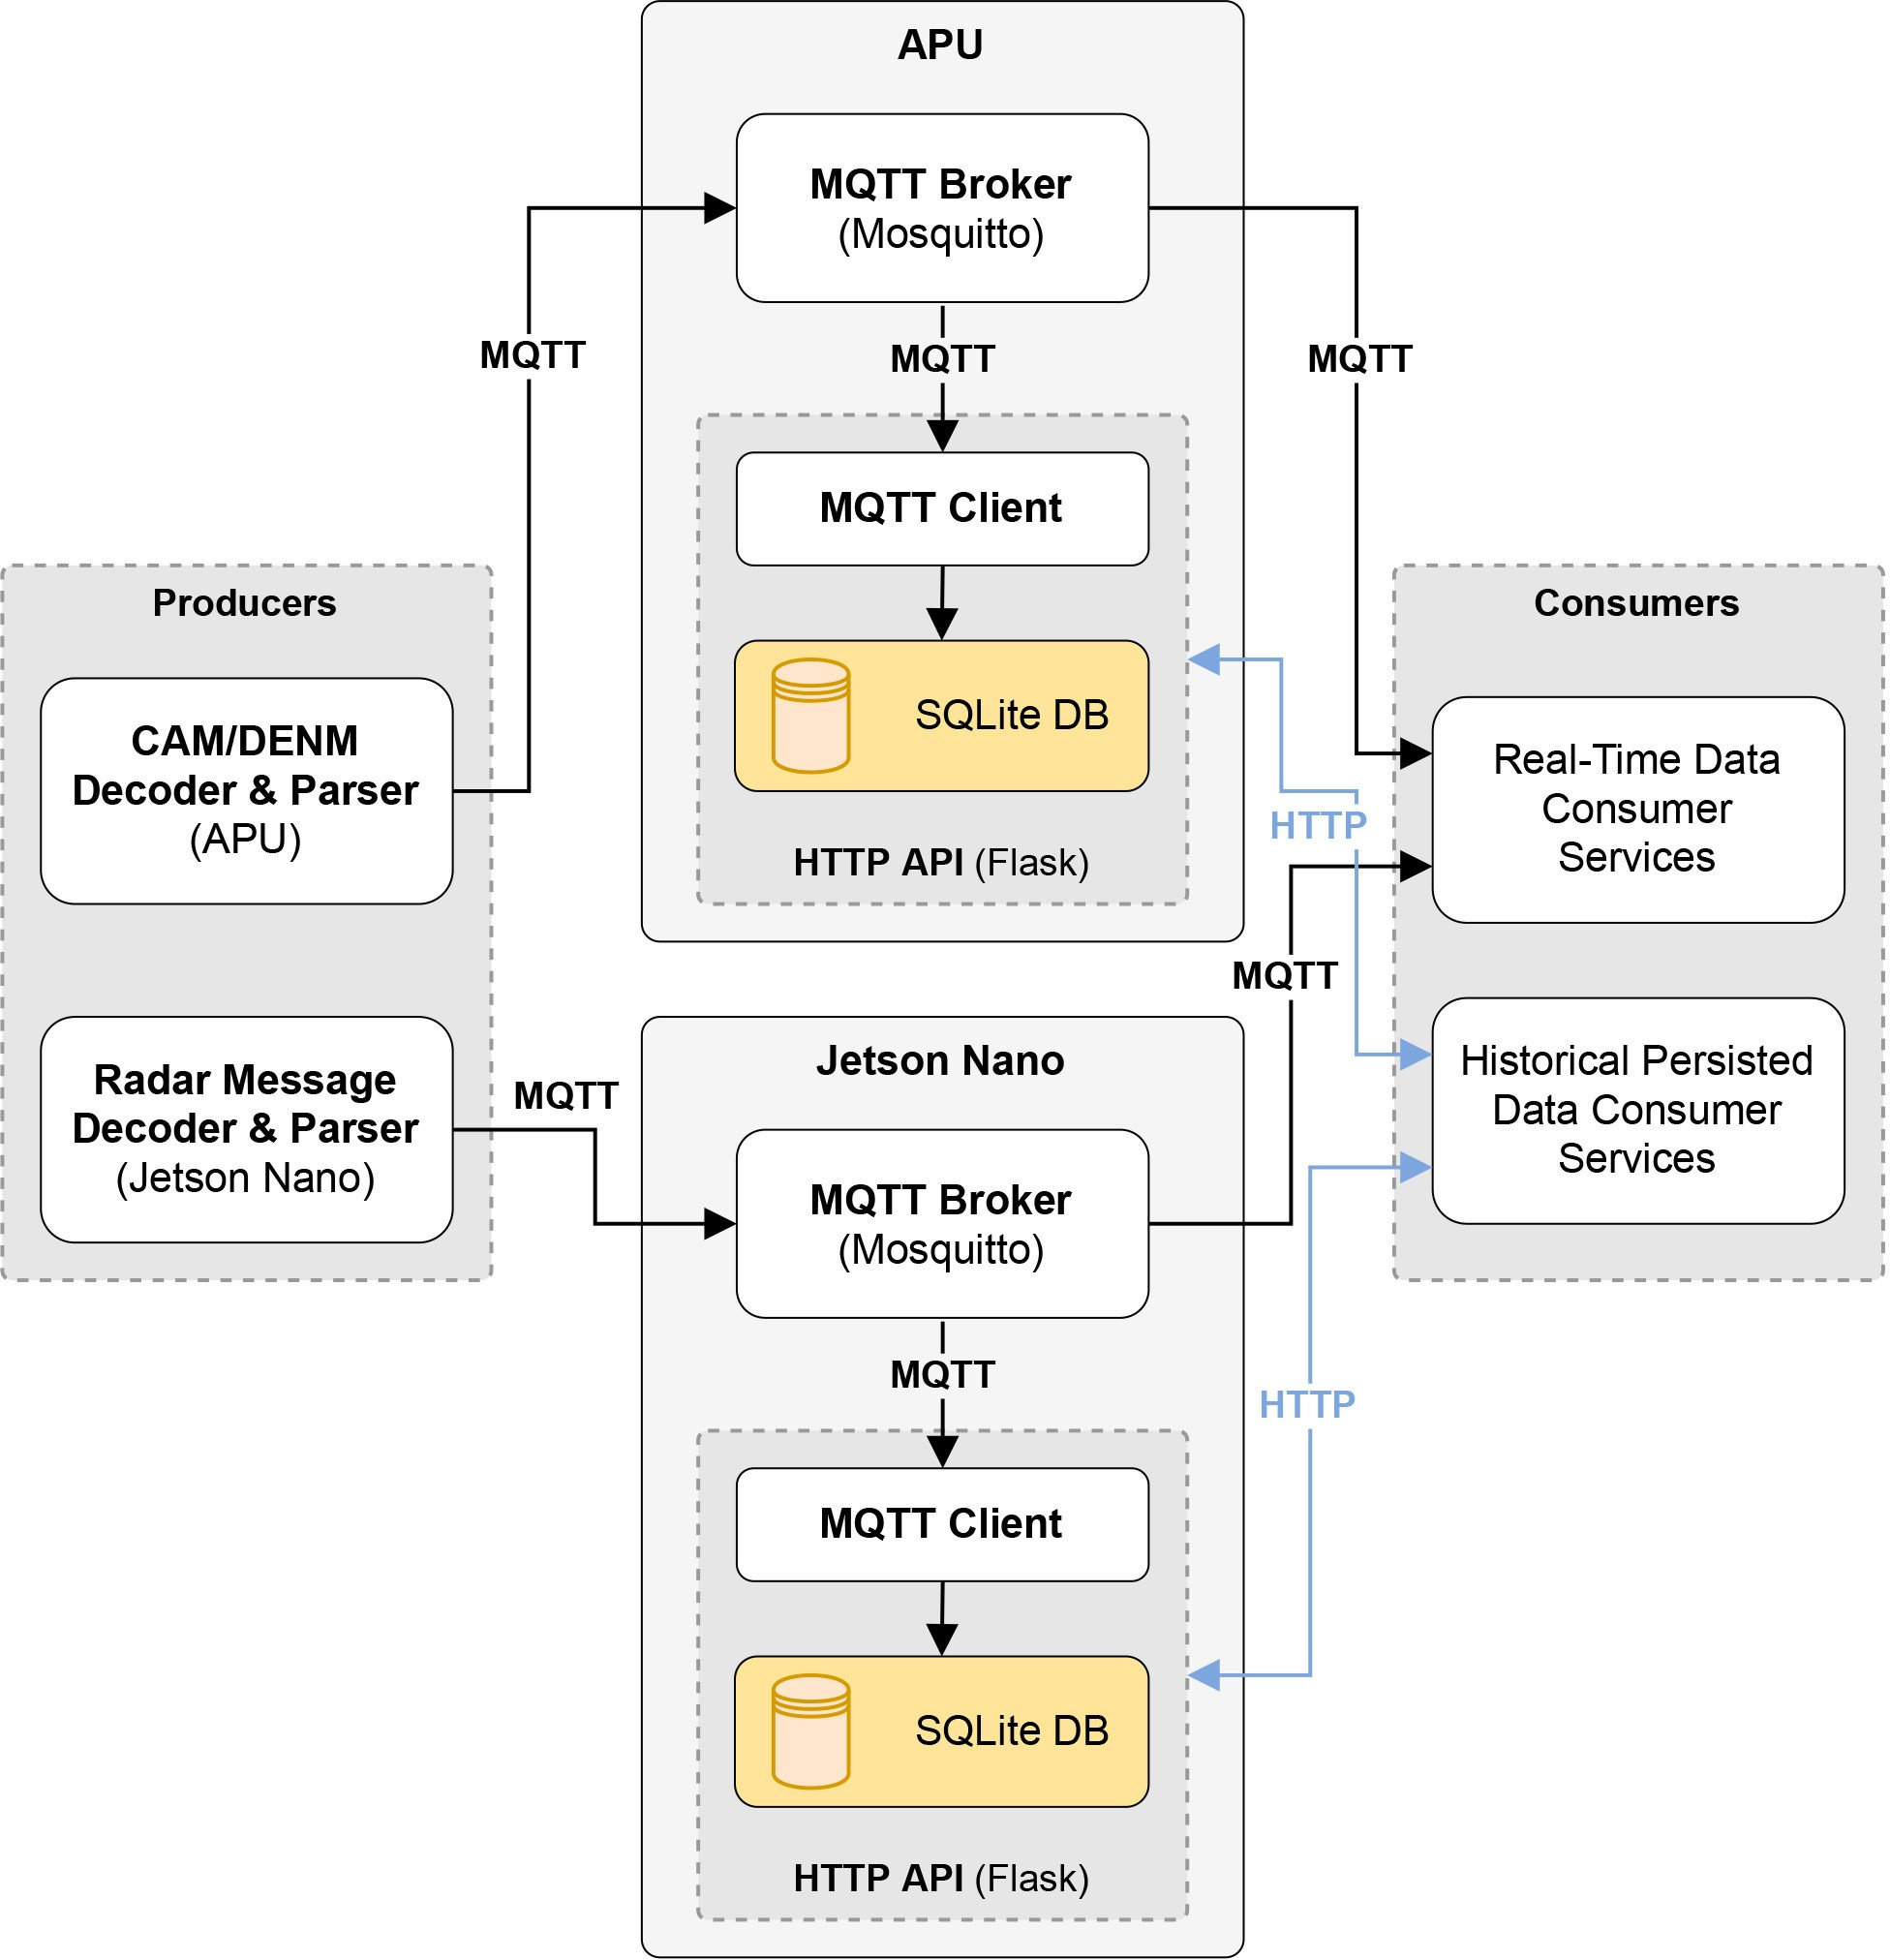 APU
MQTT Broker
(Mosquitto)
MQTT
MQTT
MQTT
MQTT Client
Producers
Consumers
CAM/DENM
Decoder & Parser
(APU)
SQLite DB
Real-Time Data
Consumer
Services
HTTP
HTTP API (Flask)
MQTT
Radar Message
Decoder & Parser
(Jetson Nano)
MQTT
Jetson Nano
Historical Persisted
Data Consumer
Services
MQTT Broker
(Mosquitto)
MQTT
HTTP
MQTT Client
SQLite DB
HTTP API (Flask)